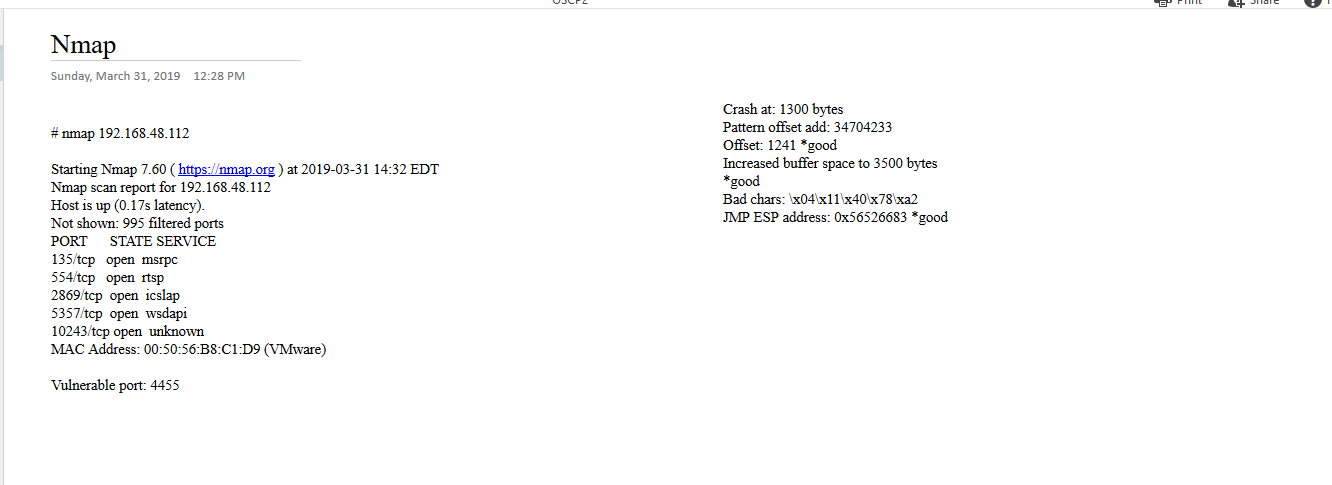 Print
Share
Nmap
Sunday, March 31, 2019 12:28 PM
# nmap 192.168.48.112
Starting Nmap 7.60 ( https://nmap.org ) at 2019-03-31 14:32 EDT
Nmap scan report for 192.168.48.112
Host is up (0.17s latency).
Not shown: 995 filtered ports
PORT STATE SERVICE
135/tcp open msrpc
554/tcp open rtsp
2869/tcp open icslap
5357/tcp open wsdapi
10243/tcp open unknown
MAC Address: 00:50:56:B8:C1:D9 (VMware)
Vulnerable port: 4455
Crash at: 1300 bytes
Pattern offset add: 34704233
Offset: 1241 *good
Increased buffer space to 3500 bytes
*good
Bad chars: \x04\x11\x40\x78\xa2
JMP ESP address: 0x56526683 *good